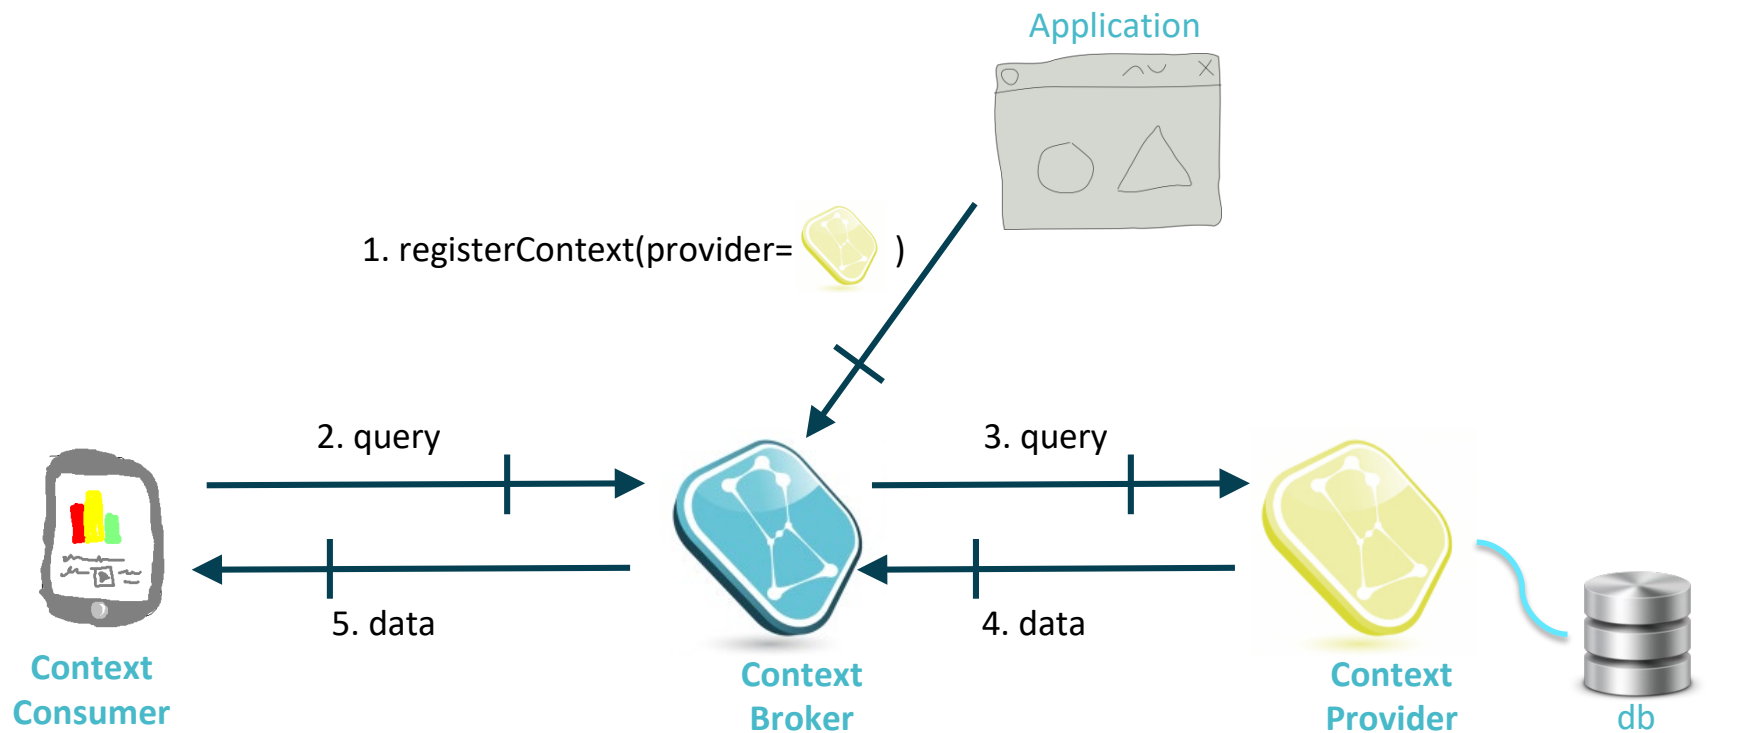 Application
1. registerContext(provider= )
2. query
3. query
5. data
4. data
Context
Consumer
Context
Broker
Context
Provider
db